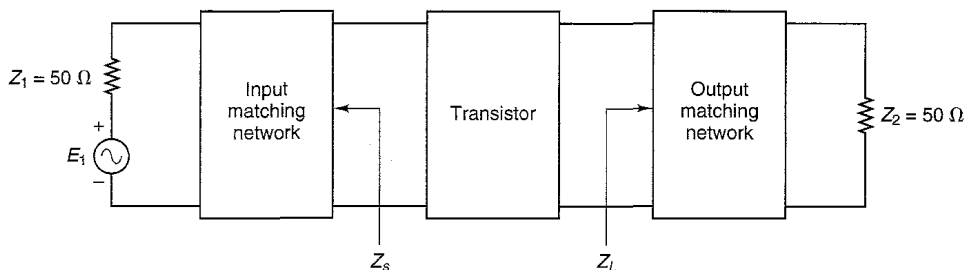 Z₁ = 50 Ω
+
E₁
−
Input
matching
network
Transistor
Output
matching
network
Z₂ = 50 Ω
Zₛ
Zₗ